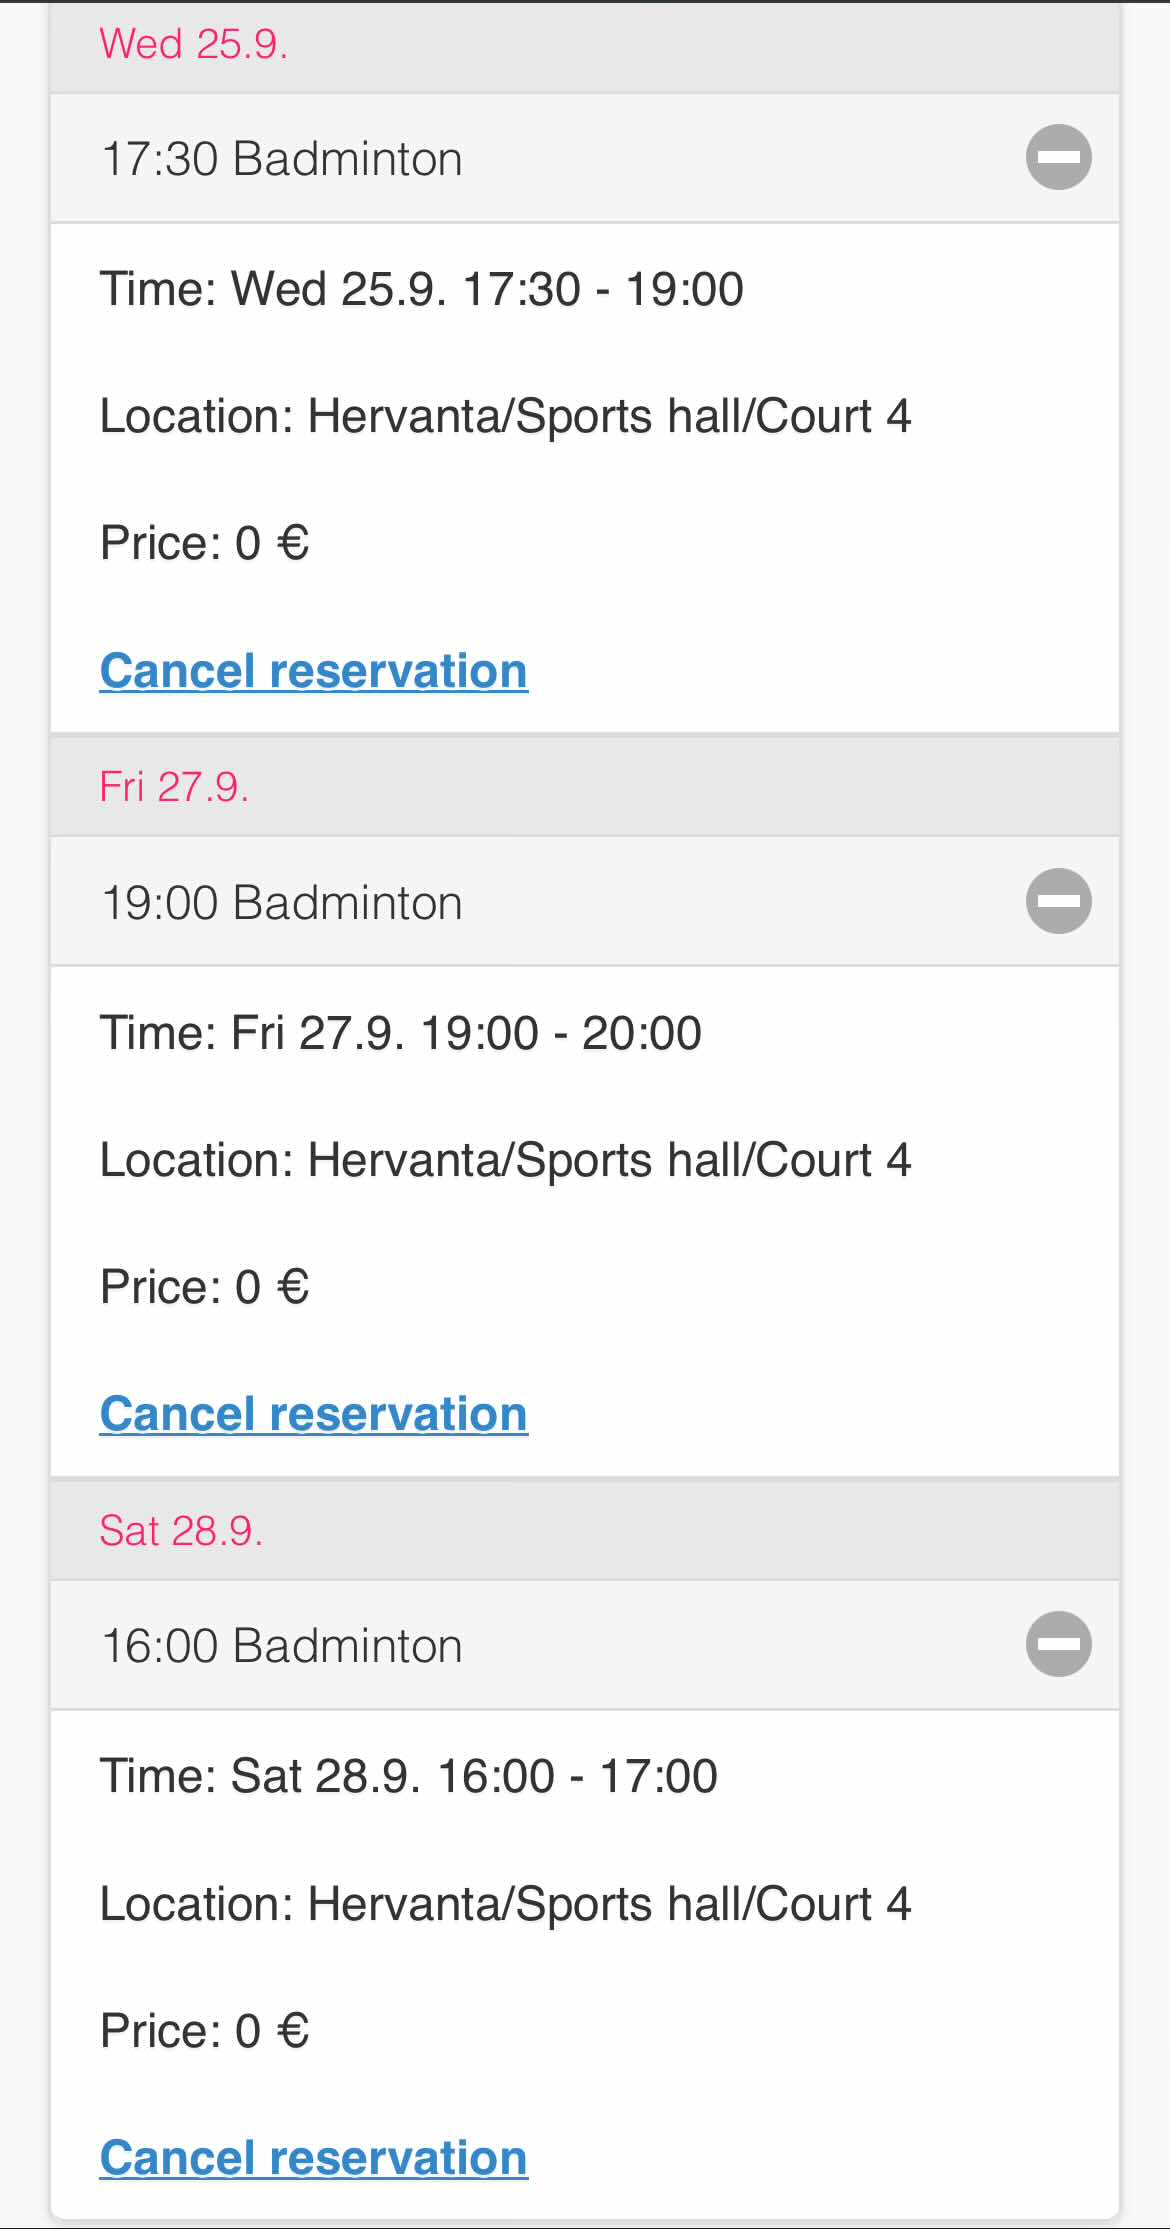 Wed 25.9.
17:30 Badminton
Time: Wed 25.9. 17:30 - 19:00
Location: Hervanta/Sports hall/Court 4
Price: 0 €
Cancel reservation
Fri 27.9.
19:00 Badminton
Time: Fri 27.9. 19:00 - 20:00
Location: Hervanta/Sports hall/Court 4
Price: 0 €
Cancel reservation
Sat 28.9.
16:00 Badminton
Time: Sat 28.9. 16:00 - 17:00
Location: Hervanta/Sports hall/Court 4
Price: 0 €
Cancel reservation